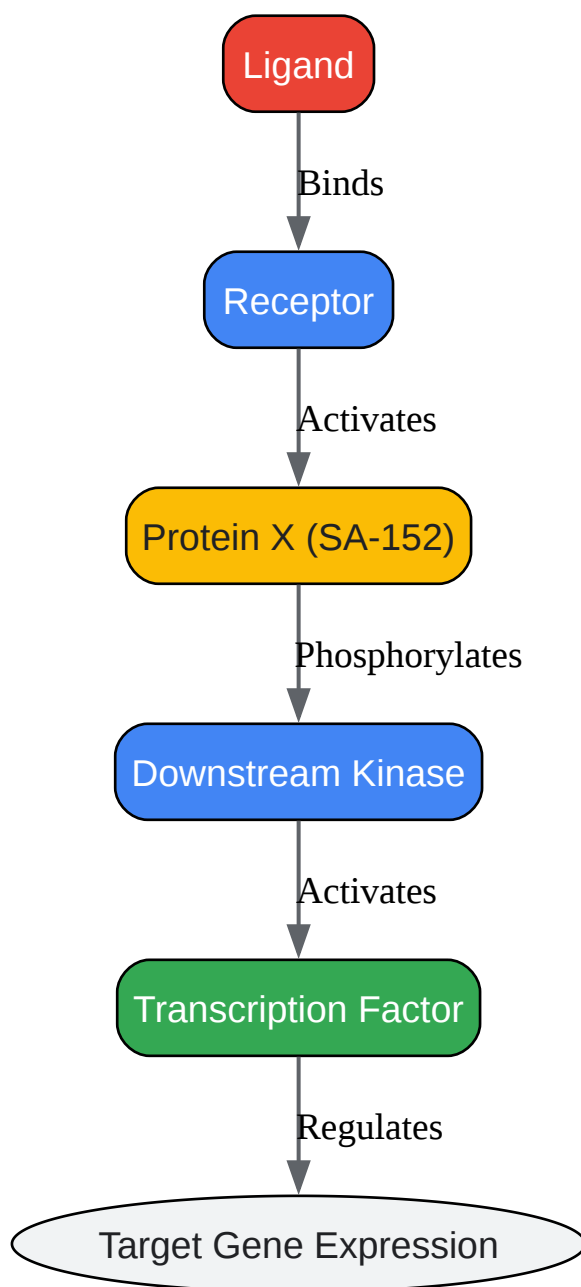 Ligand
Binds
Receptor
Activates
Protein X (SA-152)
Phosphorylates
Downstream Kinase
Activates
Transcription Factor
Regulates
Target Gene Expression